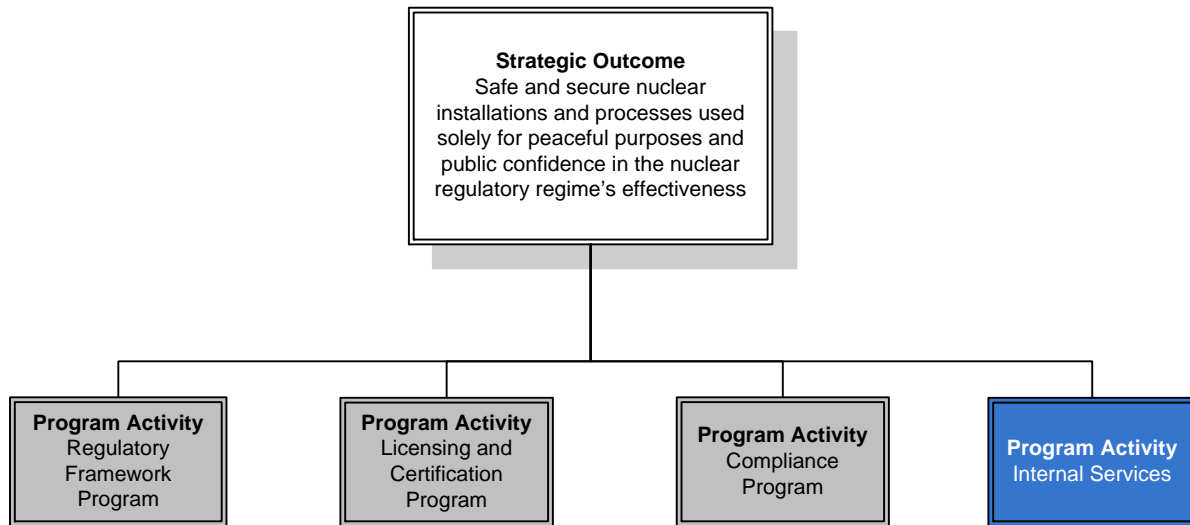 Strategic Outcome
Safe and secure nuclear
installations and processes used
solely for peaceful purposes and
public confidence in the nuclear
regulatory regime’s effectiveness
Program Activity
Regulatory
Framework
Program
Program Activity
Licensing and
Certification
Program
Program Activity
Compliance
Program
Program Activity
Internal Services